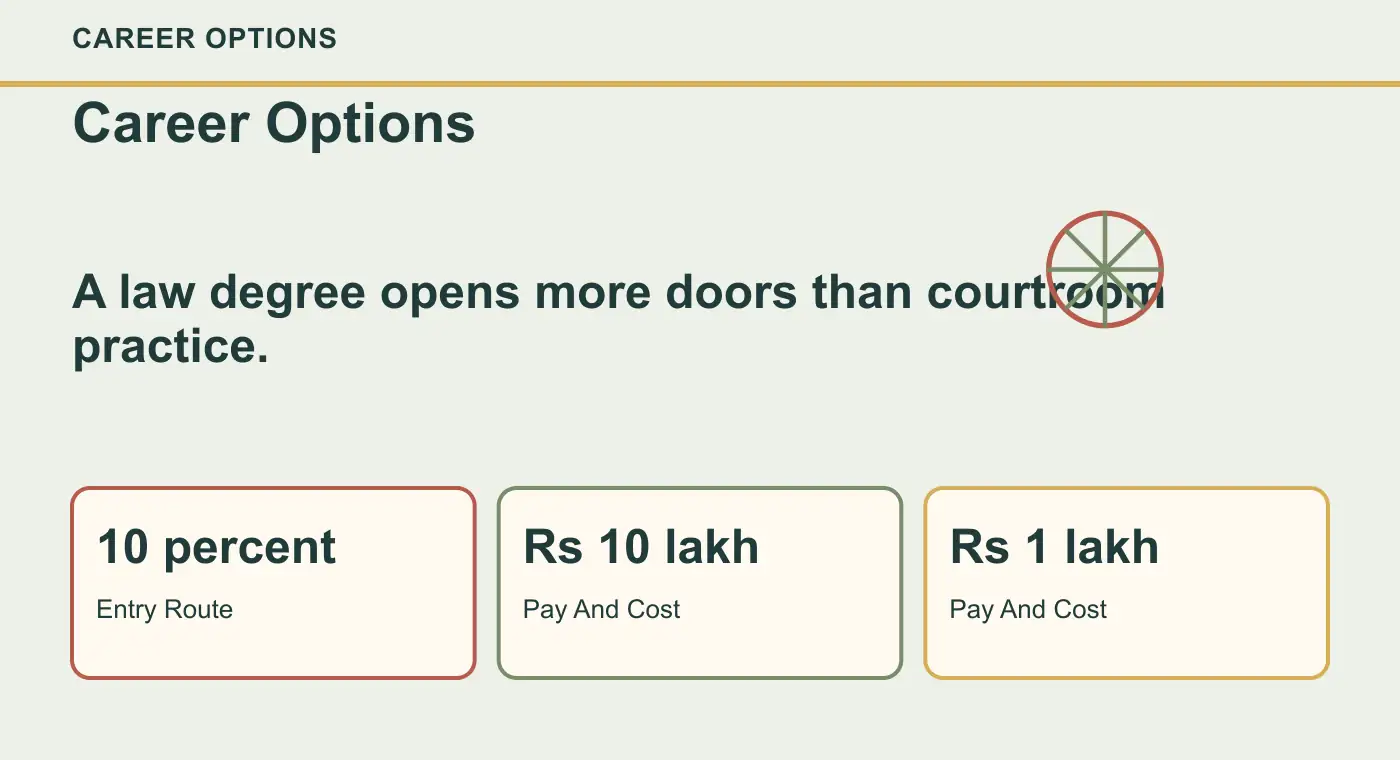 CAREER OPTIONS
Career Options
A law degree opens more doors than courtroom
practice.
10 percent
Entry Route
Rs 10 lakh
Pay And Cost
Rs 1 lakh
Pay And Cost